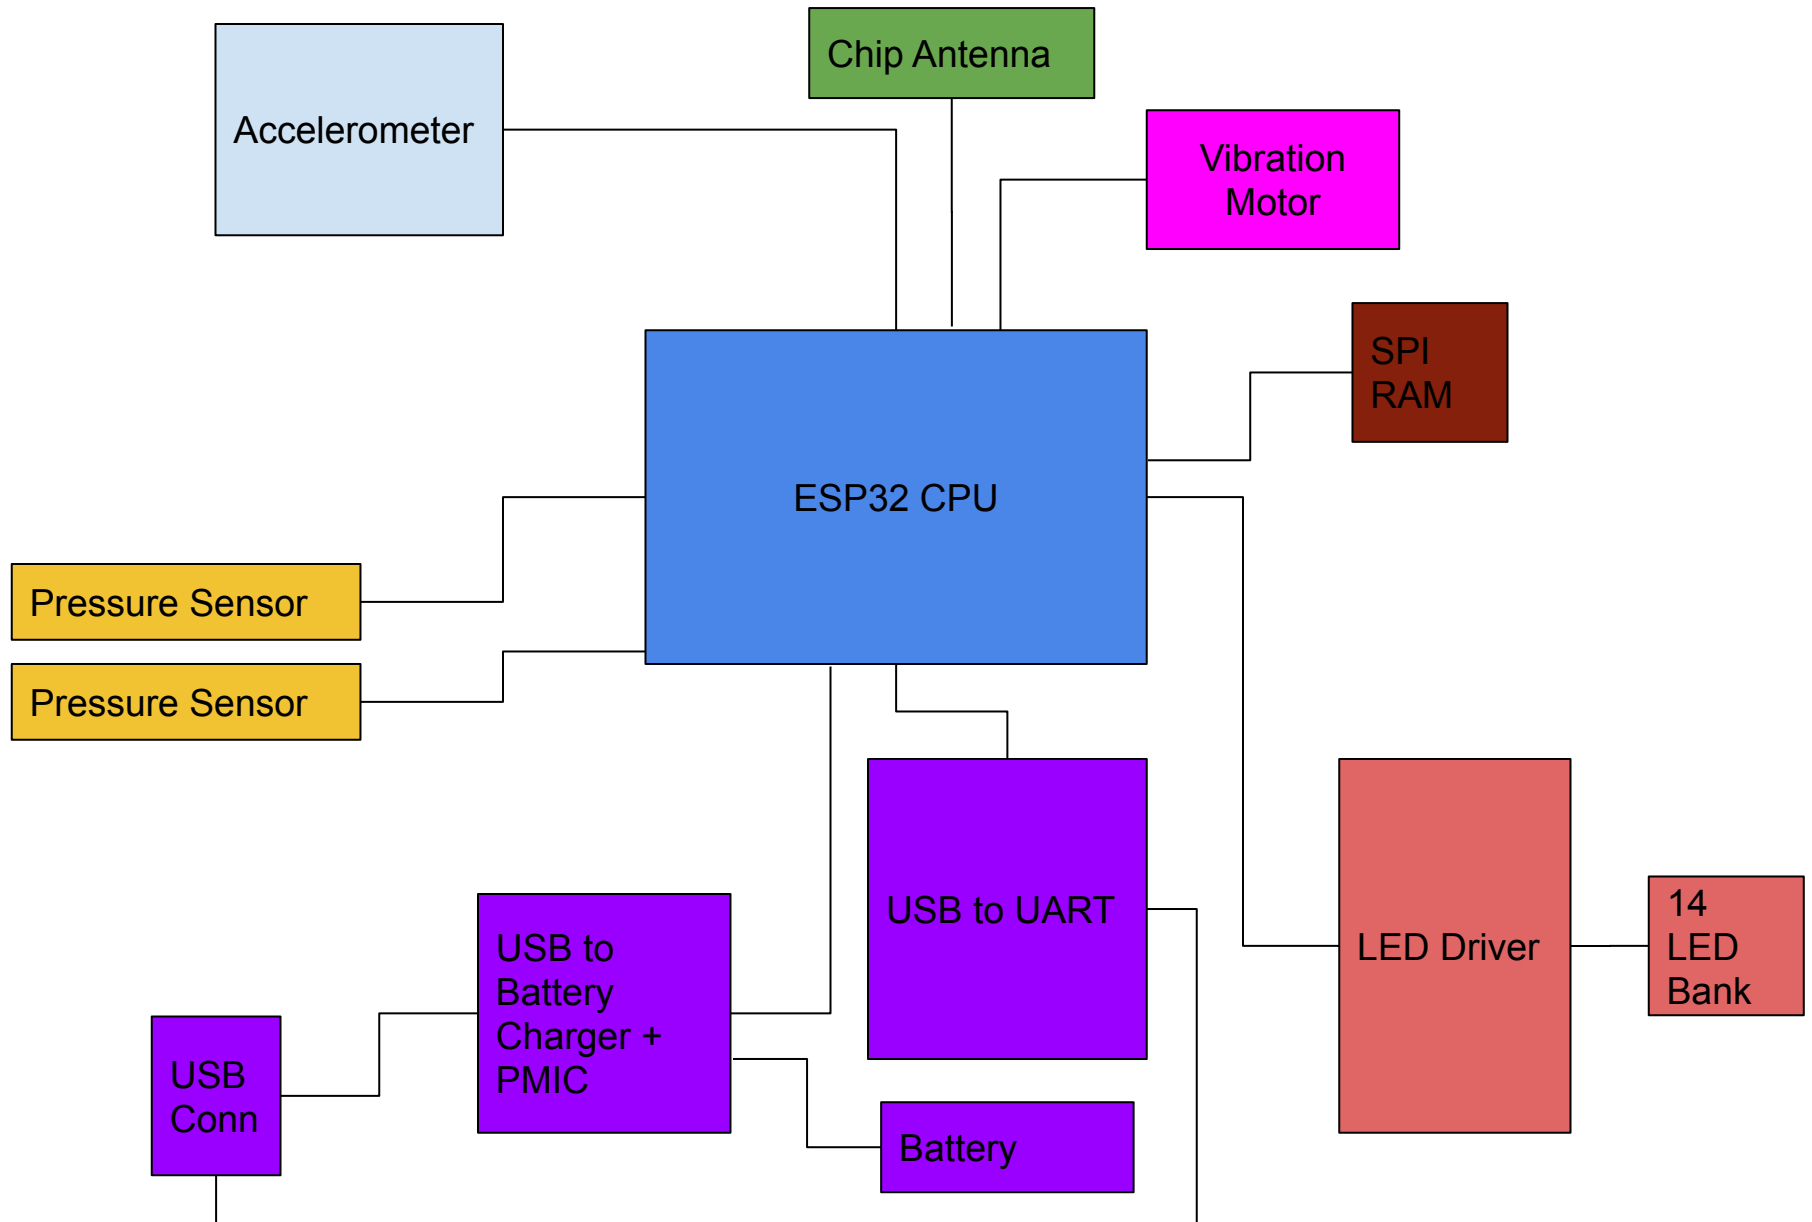 Chip Antenna
Accelerometer
Vibration
Motor
SPI
RAM
ESP32 CPU
Pressure Sensor
Pressure Sensor
USB to UART
LED Driver
14
LED
Bank
USB to
Battery
Charger +
PMIC
USB
Conn
Battery